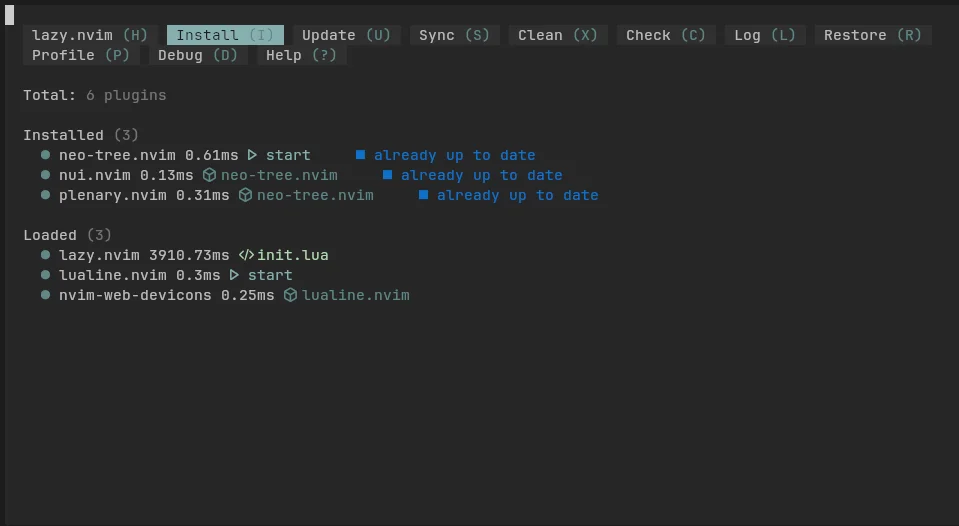 lazy.nvim (H) Install (I) Update (U) Sync (S) Clean (X) Check (C) Log (L) Restore (R)
Profile (P) Debug (D) Help (?)
Total: 6 plugins
Installed (3)
● neo-tree.nvim 0.61ms ▷ start ■ already up to date
● nui.nvim 0.13ms neo-tree.nvim ■ already up to date
● plenary.nvim 0.31ms neo-tree.nvim ■ already up to date
Loaded (3)
● lazy.nvim 3910.73ms </> init.lua
● lualine.nvim 0.3ms ▷ start
● nvim-web-devicons 0.25ms lualine.nvim